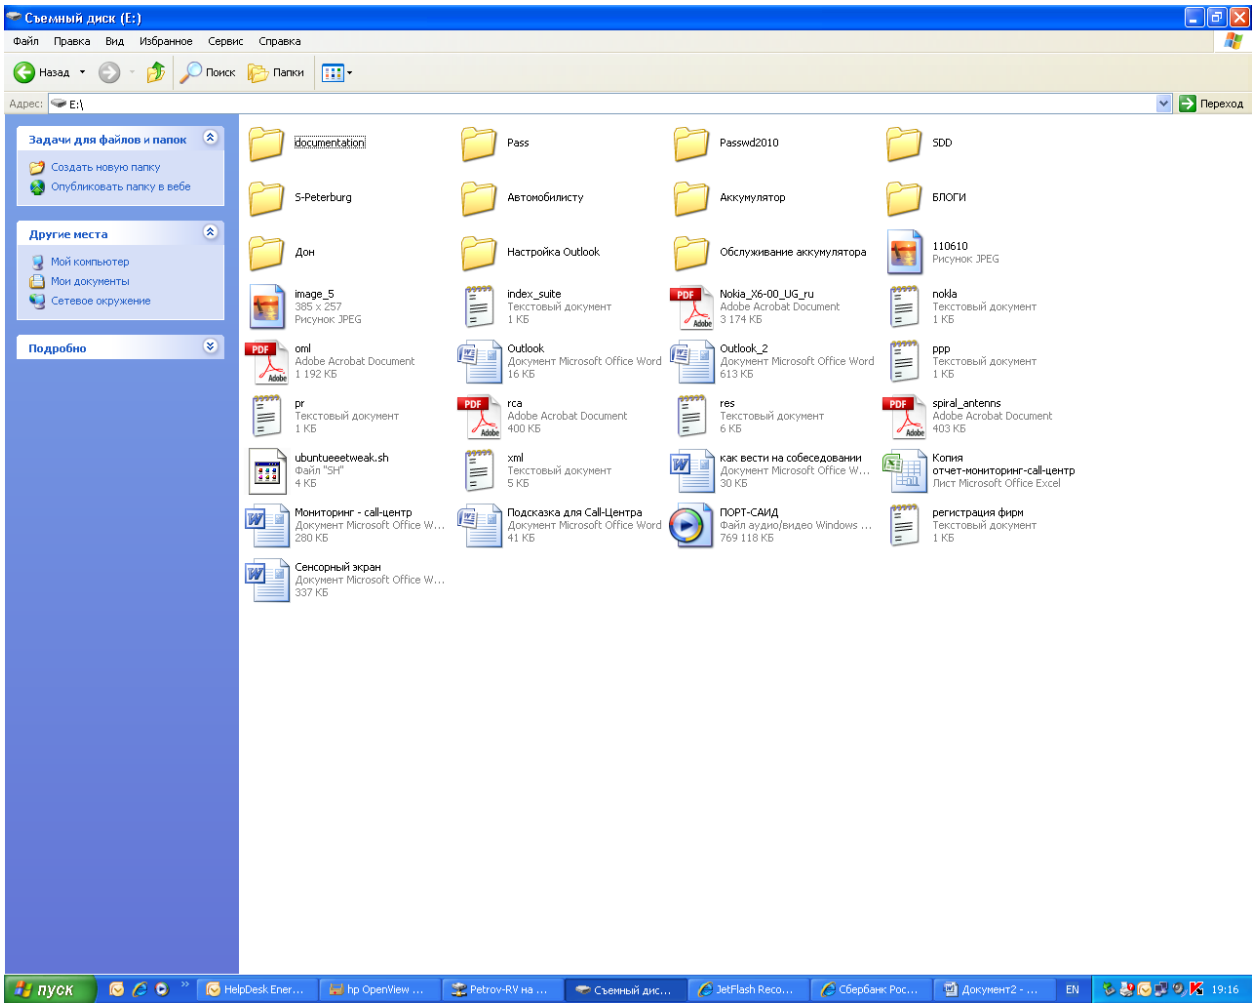 Съемный диск (E:)
Файл Правка Вид Избранное Сервис Справка
Назад Поиск Папки
Адрес: E:\ Переход
Задачи для файлов и папок
Создать новую папку
Опубликовать папку в вебе
Другие места
Мой компьютер
Мои документы
Сетевое окружение
Подробно
documentation
Pass
Passwd2010
SDD
S-Peterburg
Автомобилисту
Аккумулятор
БЛОГИ
Дон
Настройка Outlook
Обслуживание аккумулятора
110610
Рисунок JPEG
image_5
385 x 257
Рисунок JPEG
index_suite
Текстовый документ
1 КБ
Nokia_X6-00_UG_ru
Adobe Acrobat Document
3 174 КБ
nokla
Текстовый документ
1 КБ
oml
Adobe Acrobat Document
1 192 КБ
Outlook
Документ Microsoft Office Word
16 КБ
Outlook_2
Документ Microsoft Office Word
613 КБ
ppp
Текстовый документ
1 КБ
pr
Текстовый документ
1 КБ
rca
Adobe Acrobat Document
400 КБ
res
Текстовый документ
6 КБ
spiral_antenns
Adobe Acrobat Document
403 КБ
ubuntueeetweak.sh
Файл "SH"
4 КБ
xml
Текстовый документ
5 КБ
как вести на собеседовании
Документ Microsoft Office W...
30 КБ
Копия
отчет-мониторинг-call-центр
Лист Microsoft Office Excel
Мониторинг - call-центр
Документ Microsoft Office W...
280 КБ
Подсказка для Call-Центра
Документ Microsoft Office Word
41 КБ
ПОРТ-САИД
Файл аудио/видео Windows ...
769 118 КБ
регистрация фирм
Текстовый документ
1 КБ
Сенсорный экран
Документ Microsoft Office W...
337 КБ
пуск HelpDesk Ener... hp OpenView ... Petrov-RV на ... Съемный дис... JetFlash Reco... Сбербанк Рос... Документ2 - ... EN 19:16